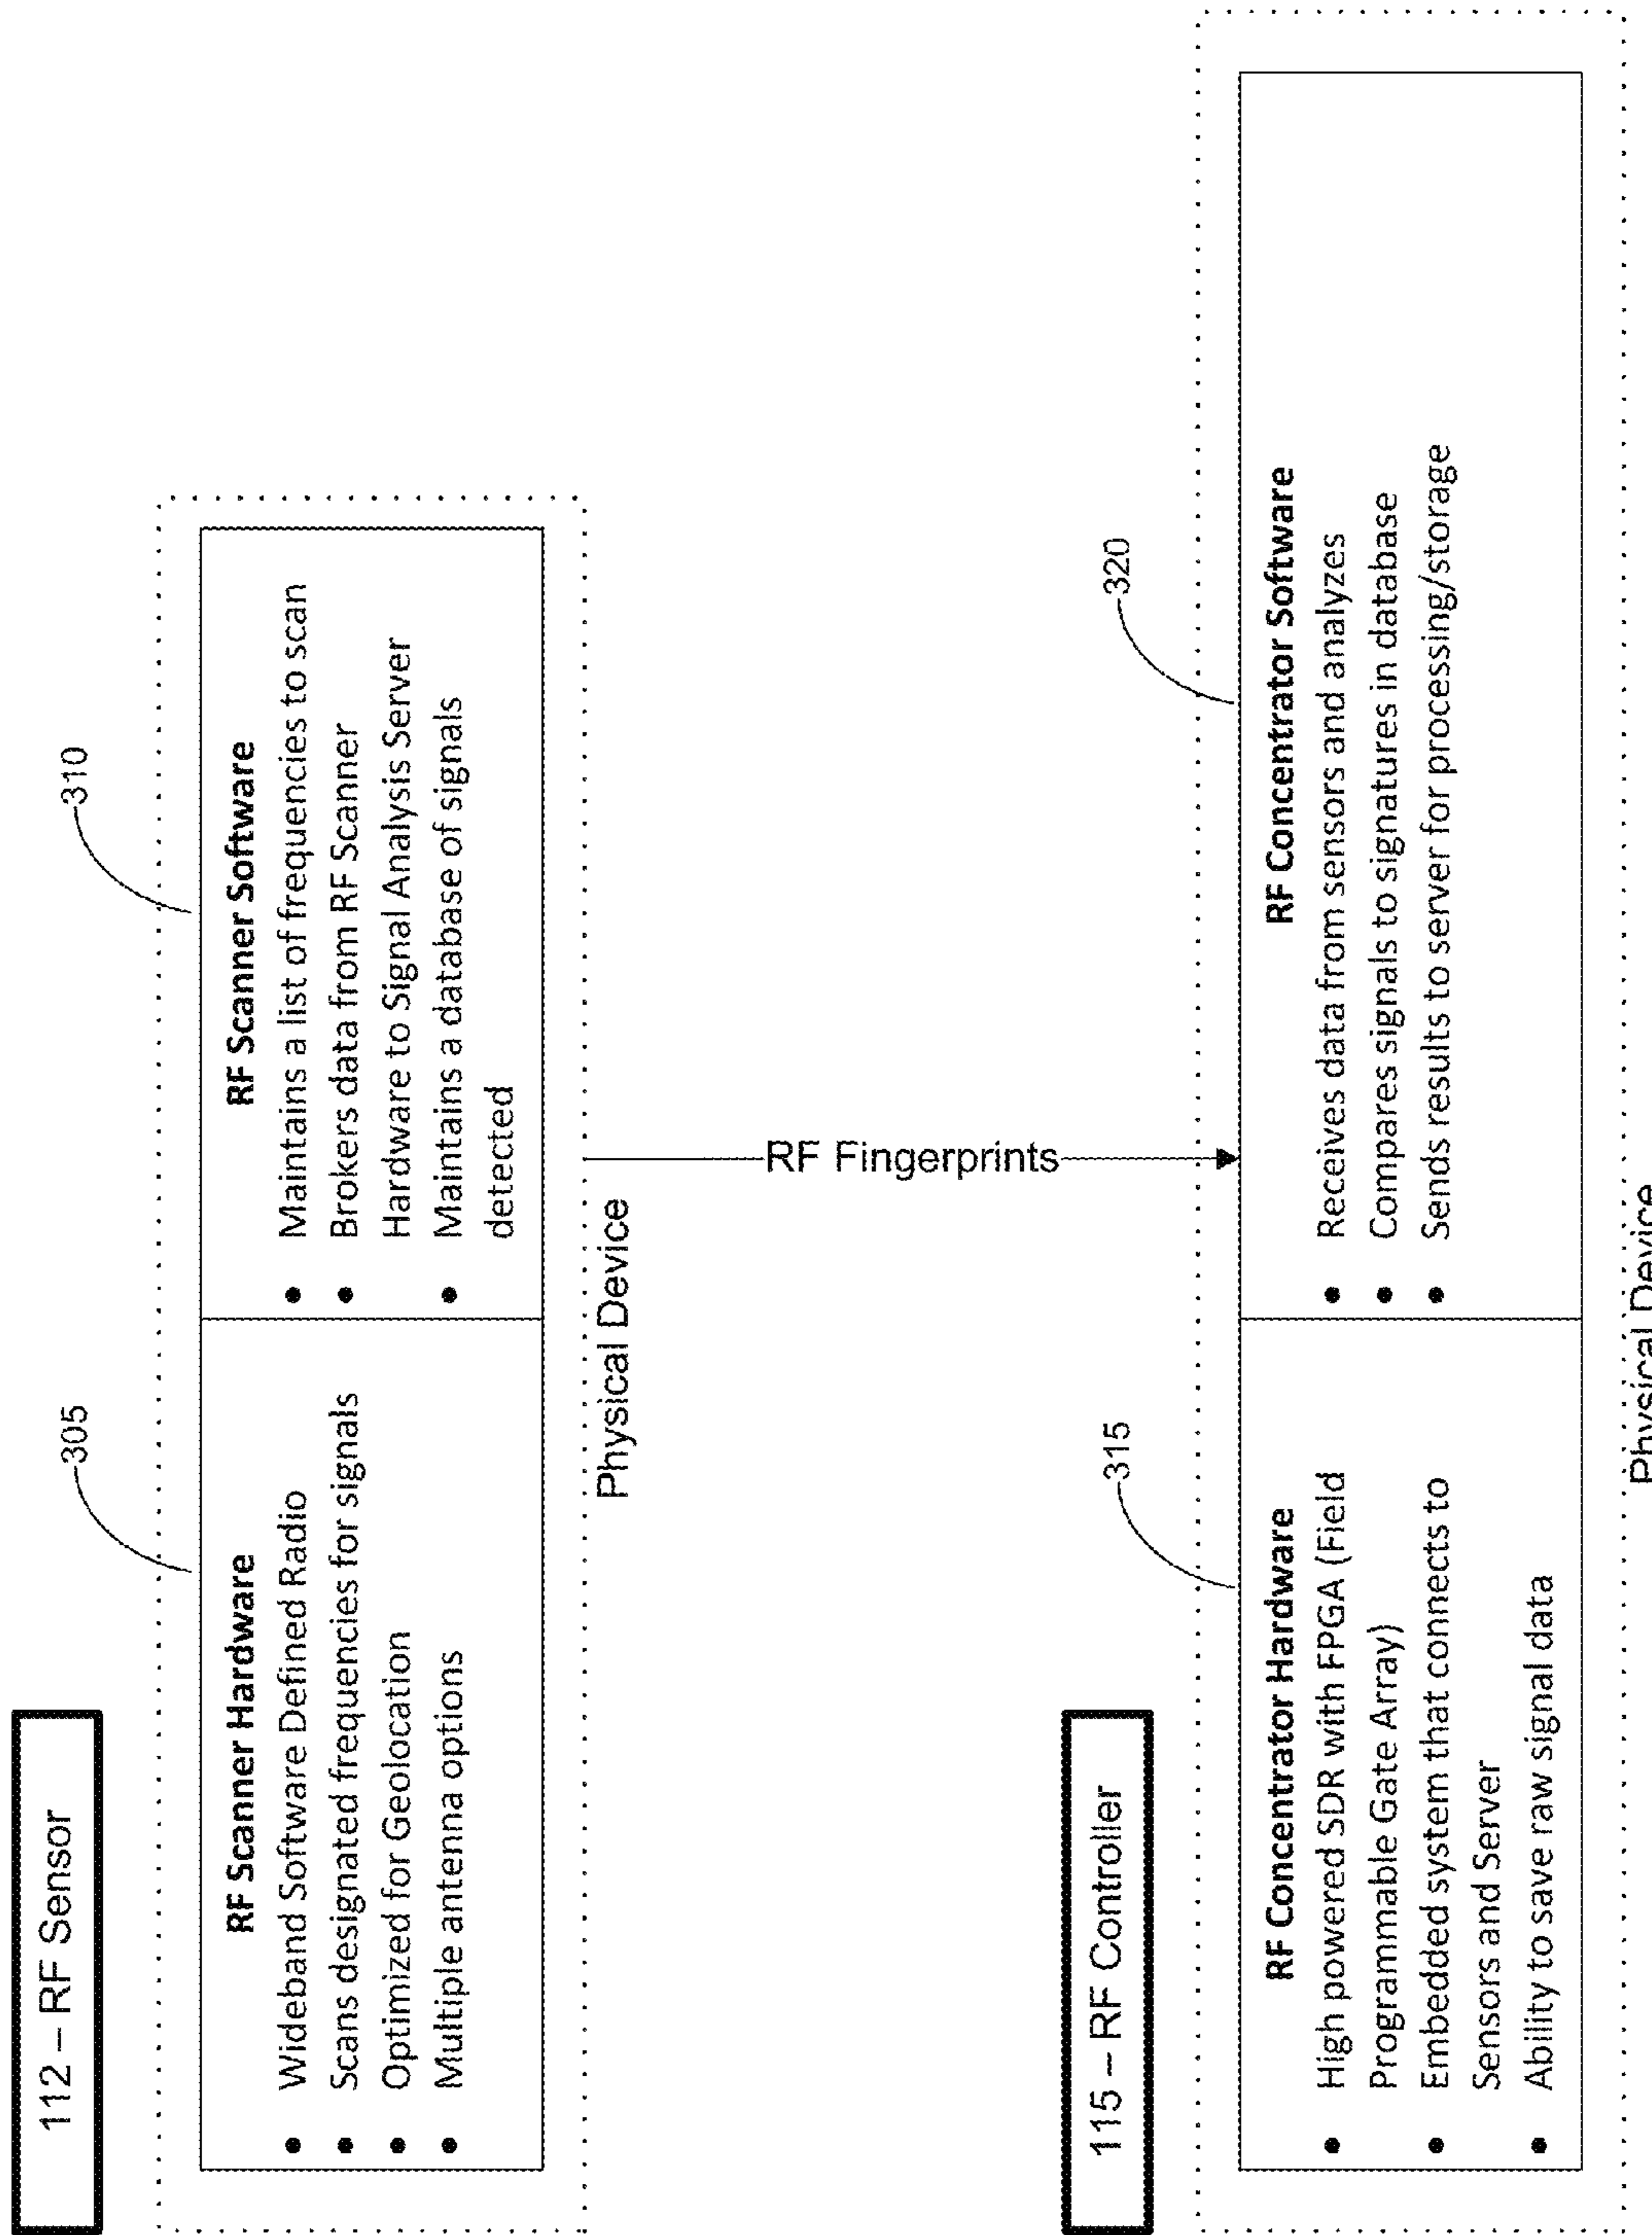 112 – RF Sensor
305
310
RF Scanner Hardware
• Wideband Software Defined Radio
• Scans designated frequencies for signals
• Optimized for Geolocation
• Multiple antenna options
RF Scanner Software
• Maintains a list of frequencies to scan
• Brokers data from RF Scanner
Hardware to Signal Analysis Server
• Maintains a database of signals
detected
Physical Device
RF Fingerprints
115 – RF Controller
315
320
RF Concentrator Hardware
• High powered SDR with FPGA (Field
Programmable Gate Array)
• Embedded system that connects to
Sensors and Server
• Ability to save raw signal data
RF Concentrator Software
• Receives data from sensors and analyzes
• Compares signals to signatures in database
• Sends results to server for processing/storage
Physical Device